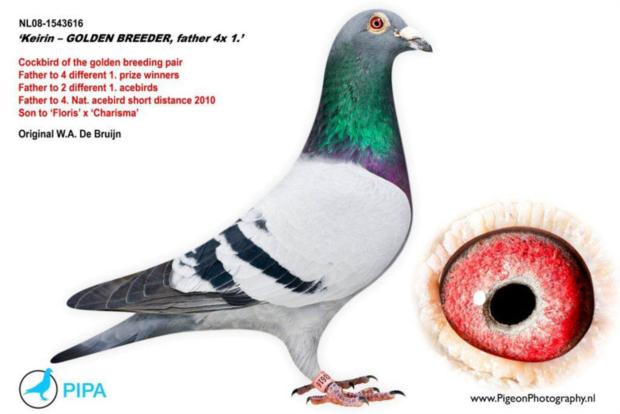 NL08-1543616
‘Keirin – GOLDEN BREEDER, father 4x 1.’
Cockbird of the golden breeding pair
Father to 4 different 1. prize winners
Father to 2 different 1. acebirds
Father to 4. Nat. acebird short distance 2010
Son to ‘Floris’ x ‘Charisma’
Original W.A. De Bruijn
PIPA
www.PigeonPhotography.nl